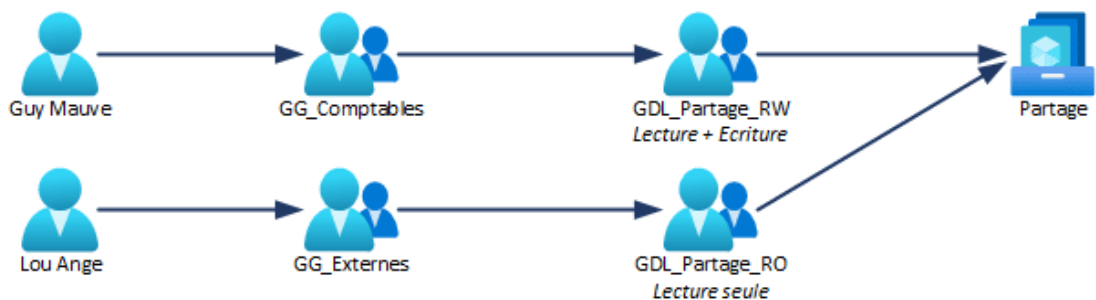 Guy Mauve
GG_Comptables
GDL_Partage_RW
Lecture + Ecriture
Partage
Lou Ange
GG_Externes
GDL_Partage_RO
Lecture seule